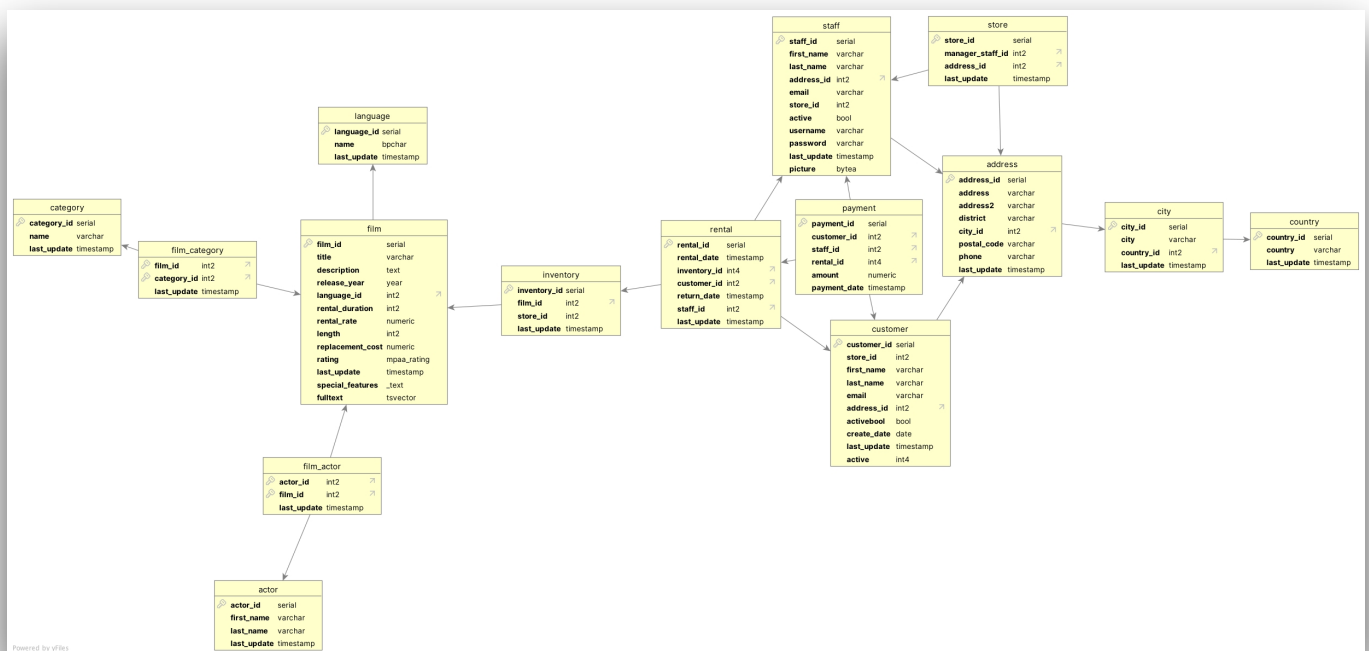 staff
staff_id serial
first_name varchar
last_name varchar
address_id int2
email varchar
store_id int2
active bool
username varchar
password varchar
last_update timestamp
picture bytea
store
store_id serial
manager_staff_id int2
address_id int2
last_update timestamp
language
language_id serial
name bpchar
last_update timestamp
address
address_id serial
address varchar
address2 varchar
district varchar
city_id int2
postal_code varchar
phone varchar
last_update timestamp
category
category_id serial
name varchar
last_update timestamp
film_category
film_id int2
category_id int2
last_update timestamp
film
film_id serial
title varchar
description text
release_year year
language_id int2
rental_duration int2
rental_rate numeric
length int2
replacement_cost numeric
rating mpaa_rating
last_update timestamp
special_features _text
fulltext tsvector
inventory
inventory_id serial
film_id int2
store_id int2
last_update timestamp
rental
rental_id serial
rental_date timestamp
inventory_id int4
customer_id int2
return_date timestamp
staff_id int2
last_update timestamp
payment
payment_id serial
customer_id int2
staff_id int2
rental_id int4
amount numeric
payment_date timestamp
city
city_id serial
city varchar
country_id int2
last_update timestamp
country
country_id serial
country varchar
last_update timestamp
customer
customer_id serial
store_id int2
first_name varchar
last_name varchar
email varchar
address_id int2
activebool bool
create_date date
last_update timestamp
active int4
film_actor
actor_id int2
film_id int2
last_update timestamp
actor
actor_id serial
first_name varchar
last_name varchar
last_update timestamp
Powered by yFiles